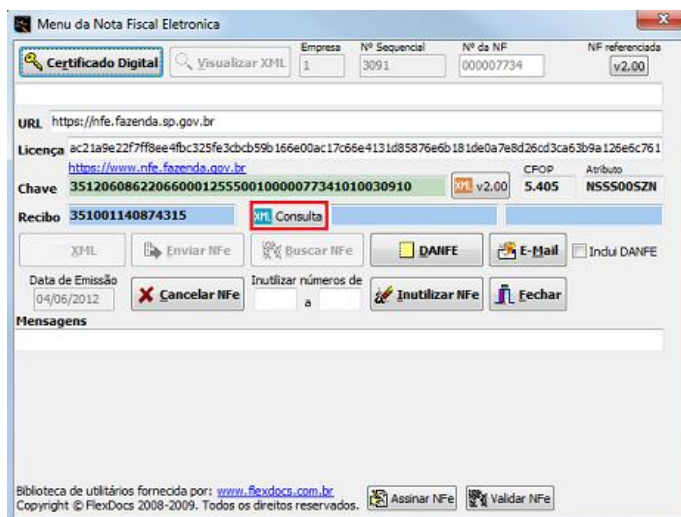 Menu da Nota Fiscal Eletronica
Empresa Nº Sequencial Nº da NF NF referenciada
Certificado Digital Visualizar XML 1 3091 000007734 v2.00
URL https://nfe.fazenda.sp.gov.br
Licença ac21a9e22f7ff8ee4fbc325fe3cbcb59b166e00ac17c66e4131d85876e6b181de0a7e8d26cd3ca63b9a126e6c761
https://www.nfe.fazenda.gov.br CFOP Atributo
Chave 35120608622066000125550010000077341010030910 XML v2.00 5.405 NSSS00SZN
Recibo 351001140874315 XML Consulta
XML Enviar NFe Buscar NFe DANFE E-Mail Indui DANFE
Data de Emissão Inutilizar números de
04/06/2012 Cancelar NFe a Inutilizar NFe Fechar
Mensagens
Biblioteca de utilitários fornecida por: www.flexdocs.com.br
Copyright © FlexDocs 2008-2009. Todos os direitos reservados. Assinar NFe Validar NFe